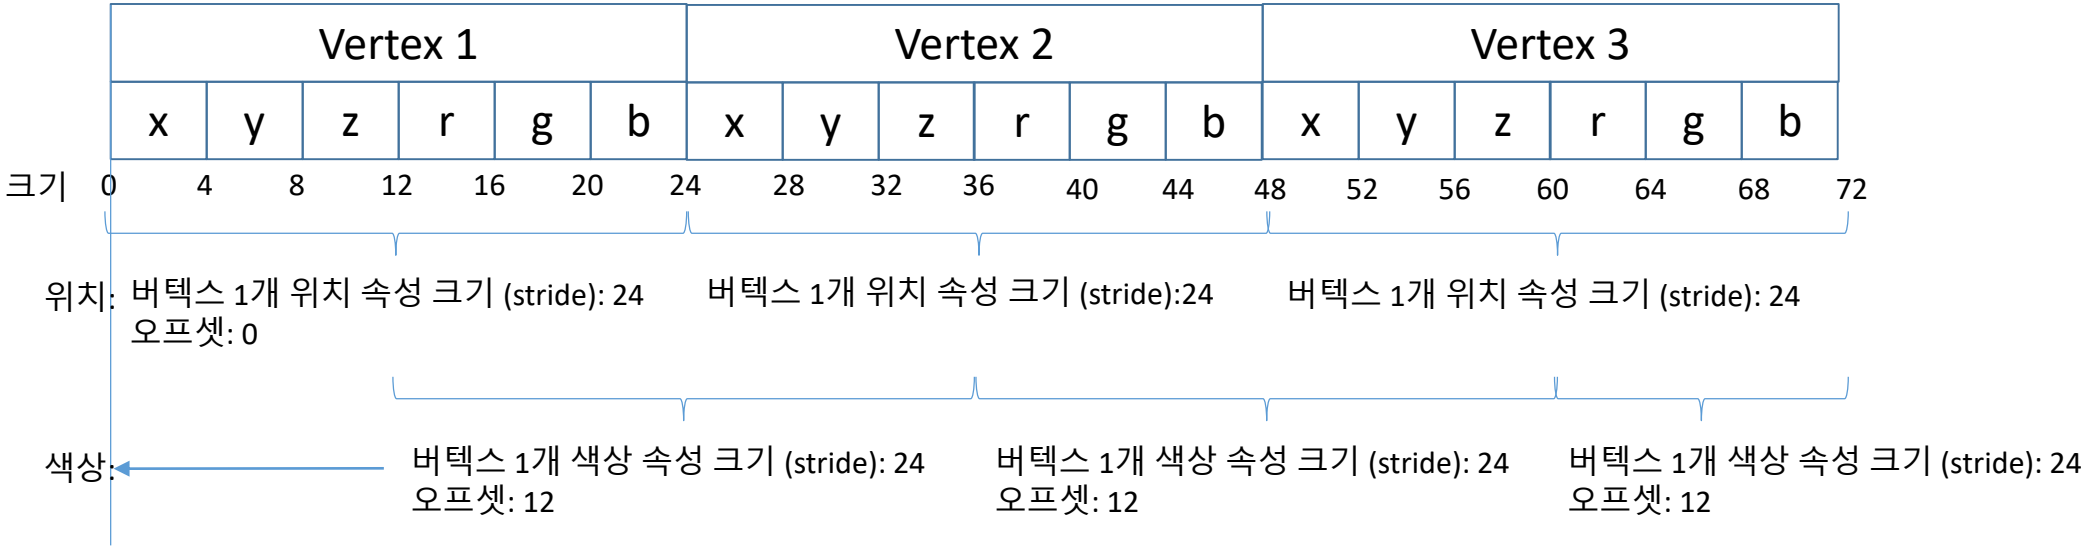 Vertex 1 Vertex 2 Vertex 3
x y z r g b x y z r g b x y z r g b
크기 0 4 8 12 16 20 24 28 32 36 40 44 48 52 56 60 64 68 72
위치: 버텍스 1개 위치 속성 크기 (stride): 24 버텍스 1개 위치 속성 크기 (stride):24 버텍스 1개 위치 속성 크기 (stride): 24
오프셋: 0
색상: 버텍스 1개 색상 속성 크기 (stride): 24 버텍스 1개 색상 속성 크기 (stride): 24 버텍스 1개 색상 속성 크기 (stride): 24
오프셋: 12 오프셋: 12 오프셋: 12